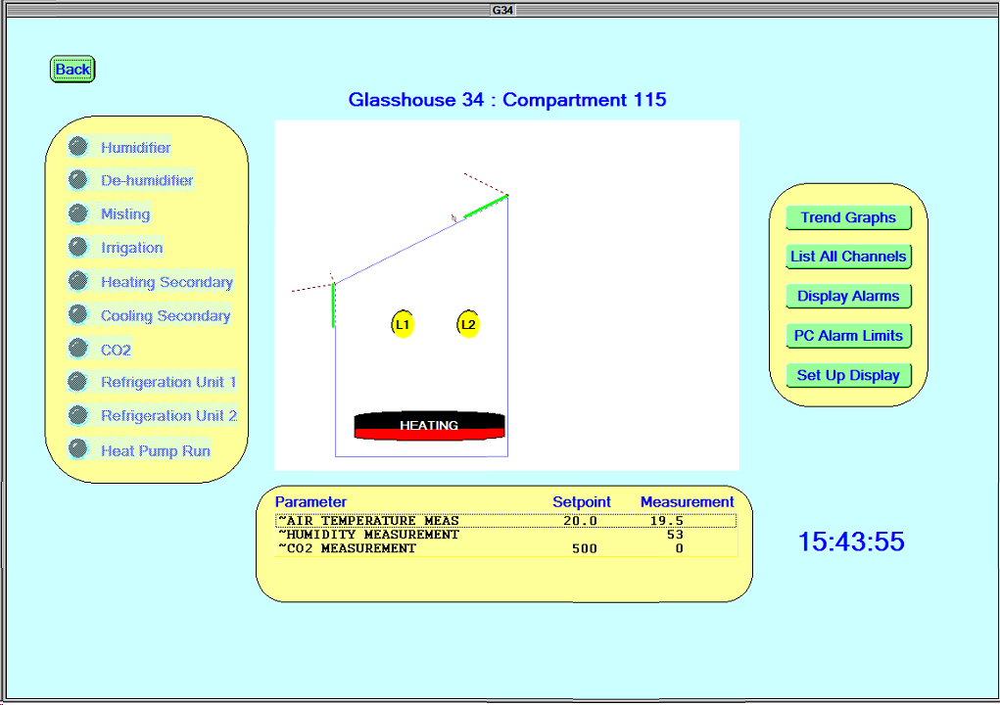 G34
Back
Glasshouse 34 : Compartment 115
Humidifier
De-humidifier
Misting
Irrigation
Heating Secondary
Cooling Secondary
CO2
Refrigeration Unit 1
Refrigeration Unit 2
Heat Pump Run
L1 L2
HEATING
Trend Graphs
List All Channels
Display Alarms
PC Alarm Limits
Set Up Display
Parameter Setpoint Measurement
~AIR TEMPERATURE MEAS 20.0 19.5
~HUMIDITY MEASUREMENT 53
~CO2 MEASUREMENT 500 0
15:43:55